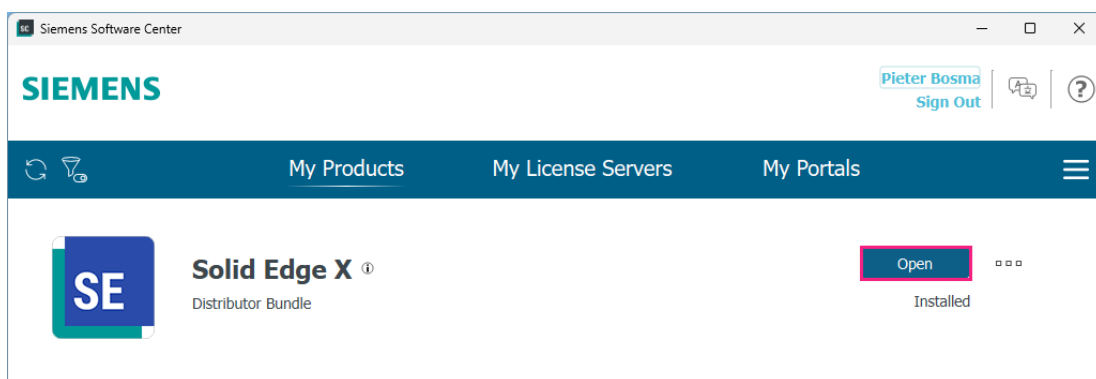 Siemens Software Center
SIEMENS
Pieter Bosma
Sign Out
My Products
My License Servers
My Portals
SE
Solid Edge X
Distributor Bundle
Open
Installed